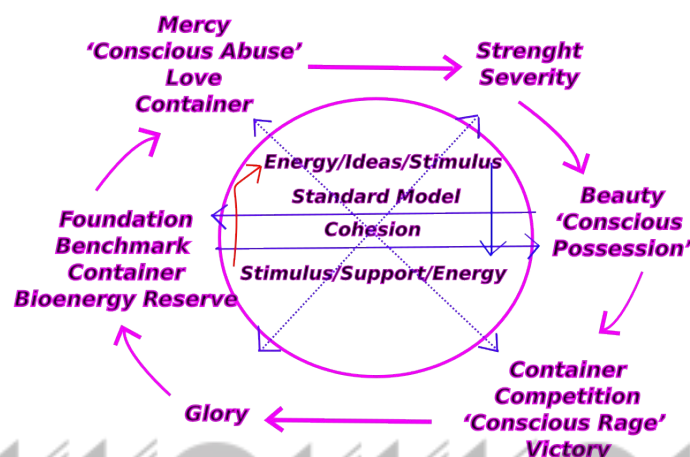 Mercy
‘Conscious Abuse’
Love
Container
Strenght
Severity
Energy/Ideas/Stimulus
Standard Model
Cohesion
Stimulus/Support/Energy
Beauty
‘Conscious
Possession’
Foundation
Benchmark
Container
Bioenergy Reserve
Container
Competition
‘Conscious Rage’
Victory
Glory